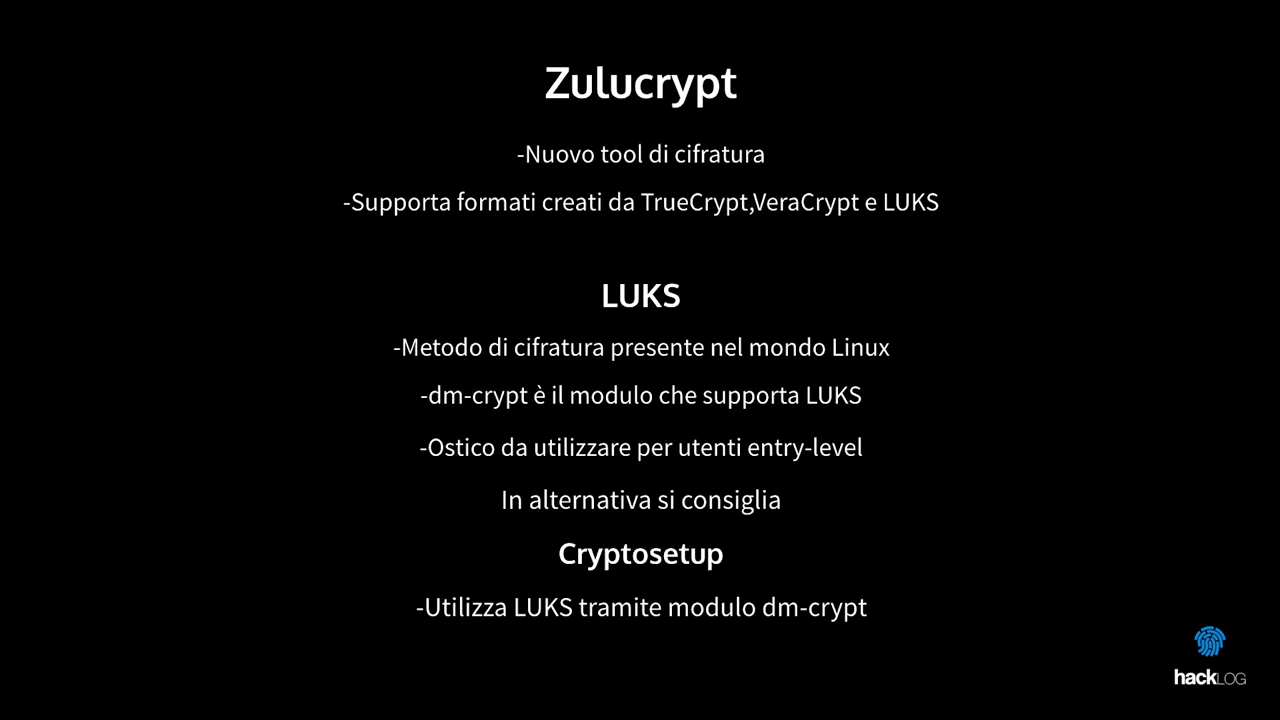 Zulucrypt
-Nuovo tool di cifratura
-Supporta formati creati da TrueCrypt,VeraCrypt e LUKS
LUKS
-Metodo di cifratura presente nel mondo Linux
-dm-crypt è il modulo che supporta LUKS
-Ostico da utilizzare per utenti entry-level
In alternativa si consiglia
Cryptosetup
-Utilizza LUKS tramite modulo dm-crypt
hackLOG